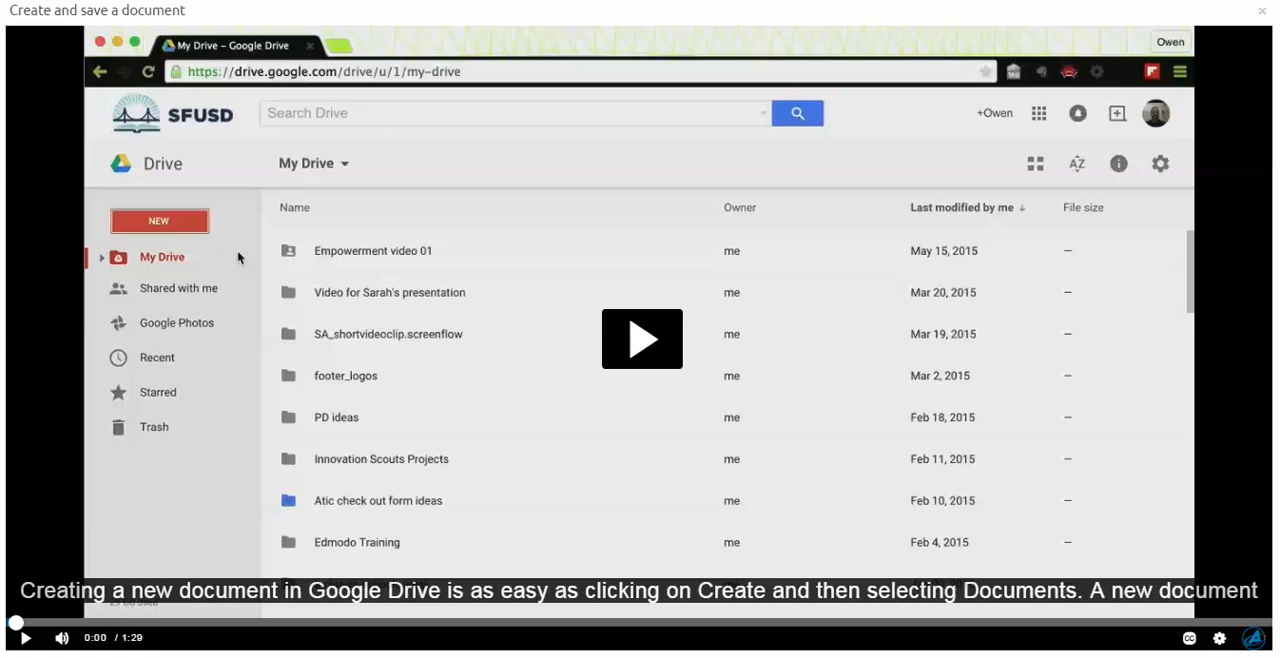 Create and save a document
×
My Drive – Google Drive ×
Owen
https://drive.google.com/drive/u/1/my-drive
SFUSD
Search Drive
+Owen
Drive
My Drive
AZ
NEW
My Drive
Shared with me
Google Photos
Recent
Starred
Trash
Name Owner Last modified by me ↓ File size
Empowerment video 01 me May 15, 2015 —
Video for Sarah's presentation me Mar 20, 2015 —
SA_shortvideoclip.screenflow me Mar 19, 2015 —
footer_logos me Mar 2, 2015 —
PD ideas me Feb 18, 2015 —
Innovation Scouts Projects me Feb 11, 2015 —
Atic check out form ideas me Feb 10, 2015 —
Edmodo Training me Feb 4, 2015 —
Creating a new document in Google Drive is as easy as clicking on Create and then selecting Documents. A new document
0:00 / 1:29
CC